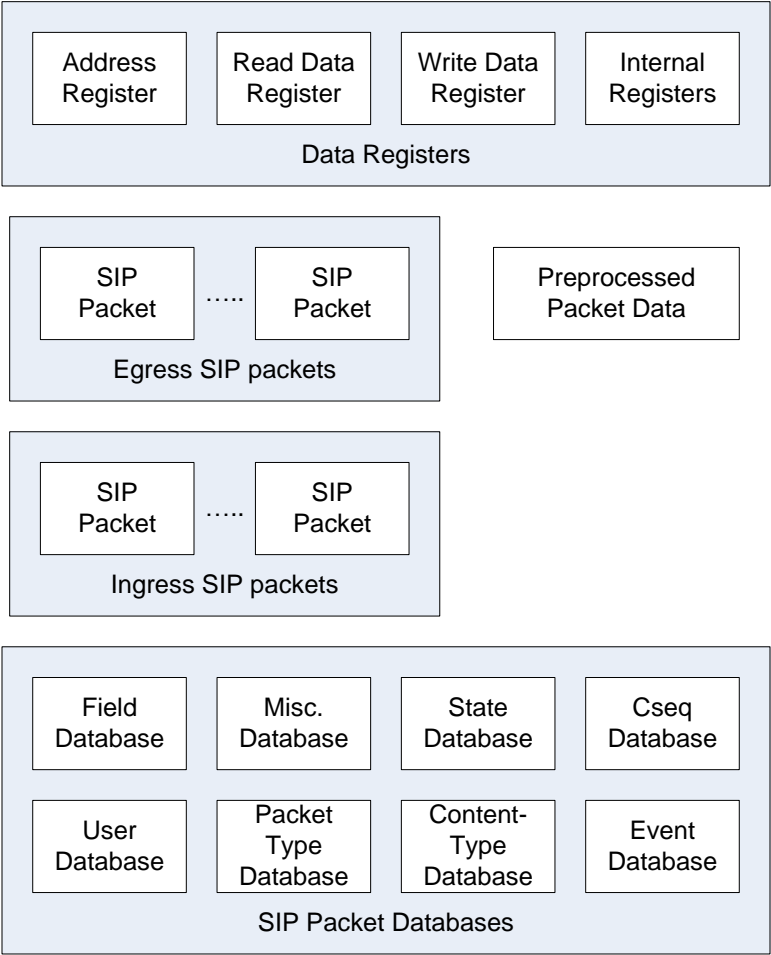 Address
Register
Read Data
Register
Write Data
Register
Internal
Registers
Data Registers
SIP
Packet
…..
SIP
Packet
Egress SIP packets
Preprocessed
Packet Data
SIP
Packet
…..
SIP
Packet
Ingress SIP packets
Field
Database
Misc.
Database
State
Database
Cseq
Database
User
Database
Packet
Type
Database
Content-
Type
Database
Event
Database
SIP Packet Databases